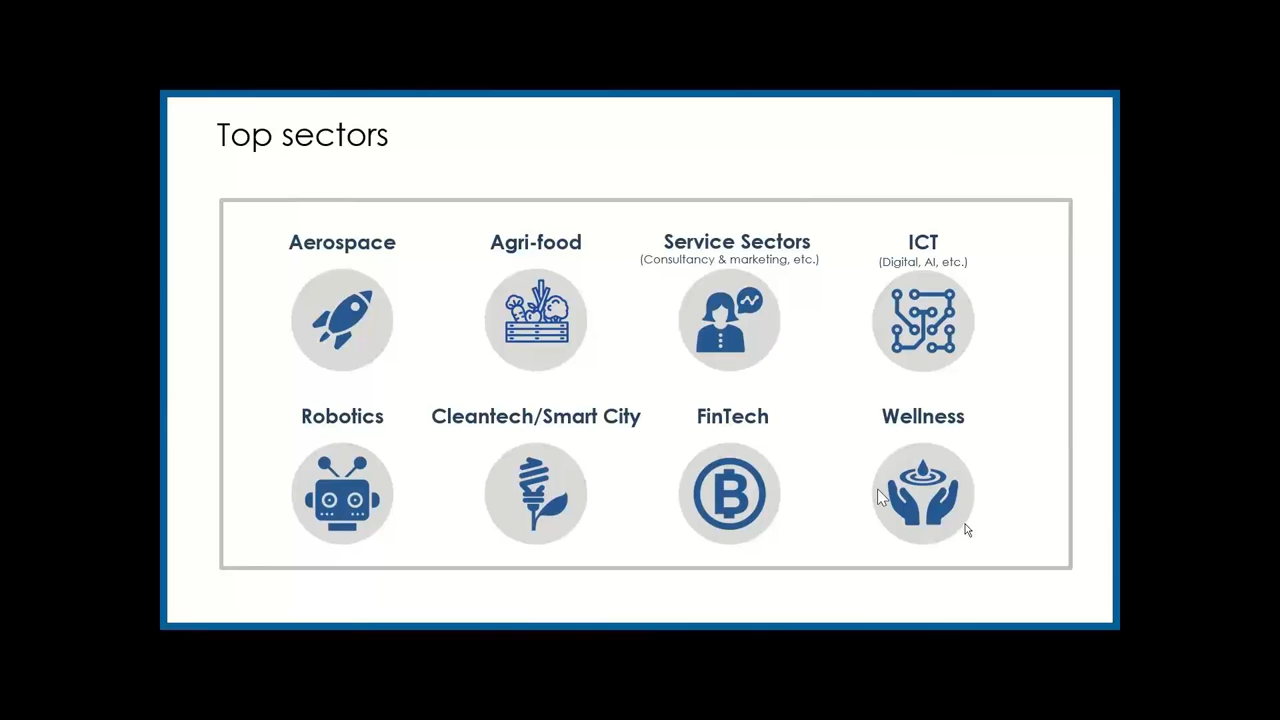 Top sectors
Aerospace
Agri-food
Service Sectors
(Consultancy & marketing, etc.)
ICT
(Digital, AI, etc.)
Robotics
Cleantech/Smart City
FinTech
Wellness